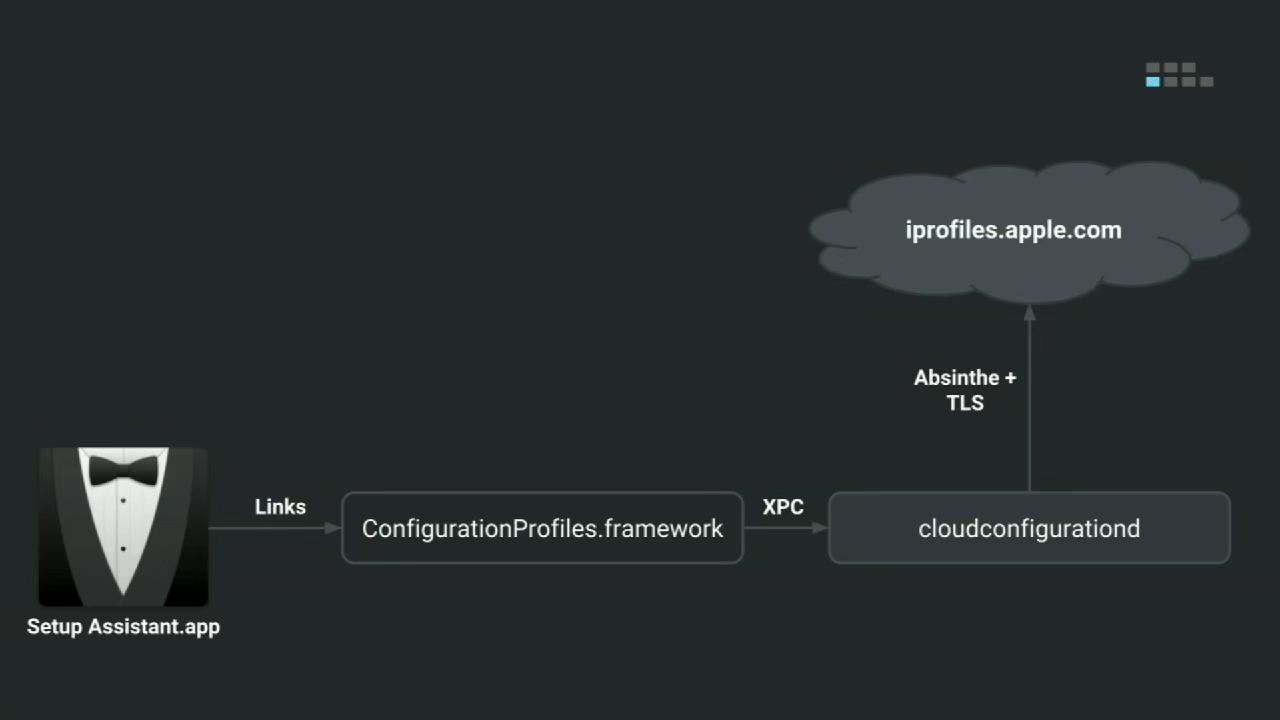 iprofiles.apple.com
Absinthe +
TLS
Links
XPC
ConfigurationProfiles.framework
cloudconfigurationd
Setup Assistant.app